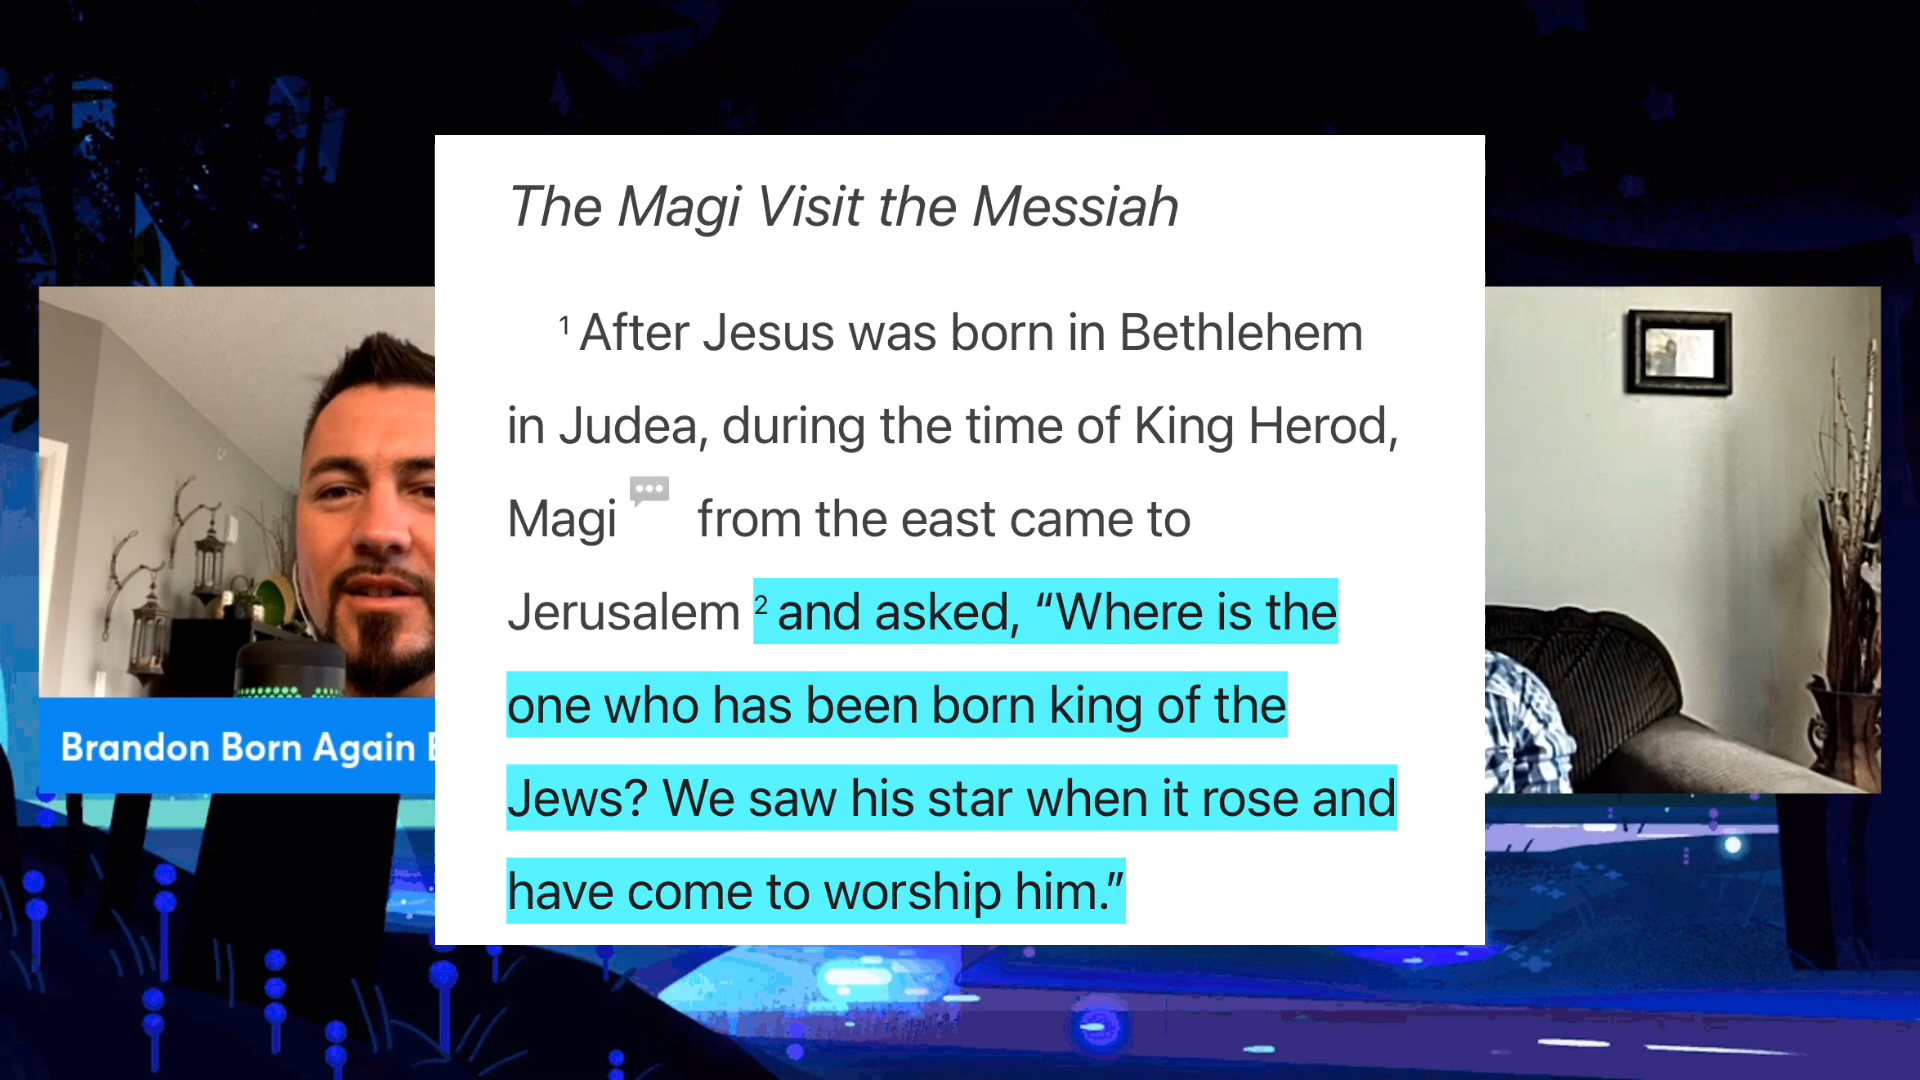 The Magi Visit the Messiah
1 After Jesus was born in Bethlehem
in Judea, during the time of King Herod,
Magi from the east came to
Jerusalem 2 and asked, “Where is the
one who has been born king of the
Jews? We saw his star when it rose and
have come to worship him.”
Brandon Born Again